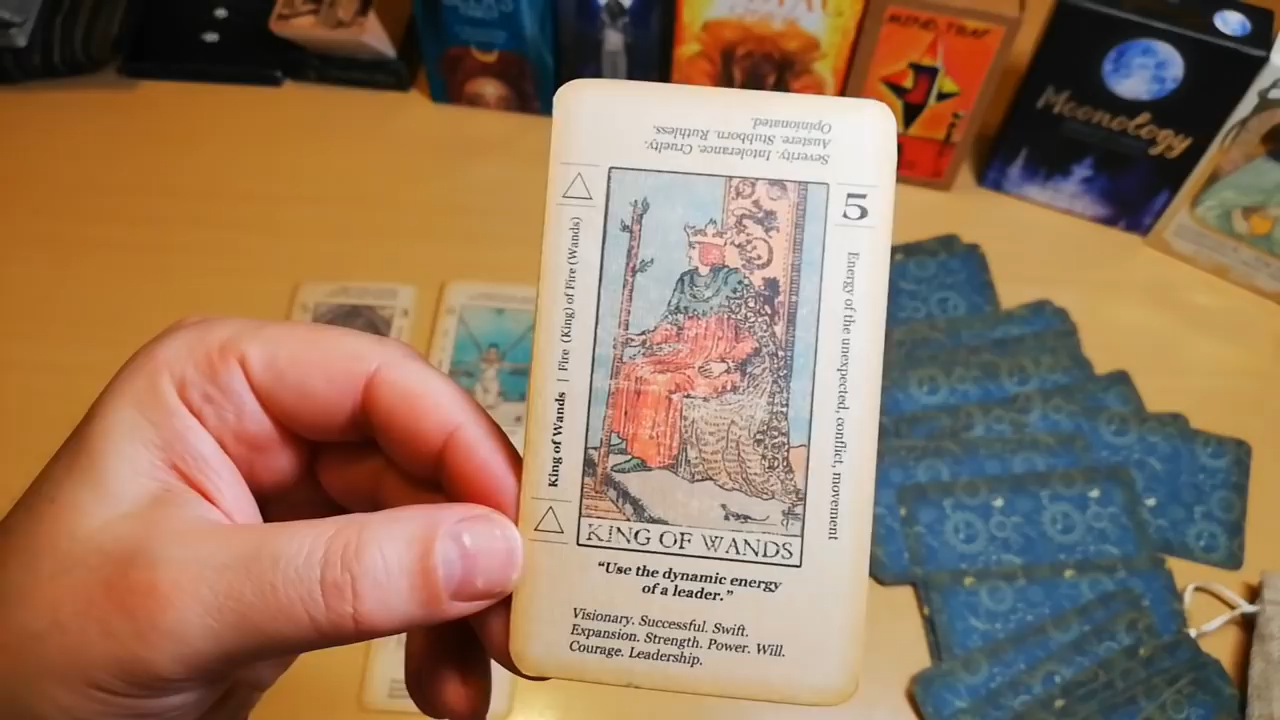 Severity. Intolerance. Cruelty.
Austere. Stubborn. Ruthless.
Opinionated.
5
Energy of the unexpected, conflict, movement
King of Wands | Fire (King) of Fire (Wands)
KING OF WANDS
“Use the dynamic energy
of a leader.”
Visionary. Successful. Swift.
Expansion. Strength. Power. Will.
Courage. Leadership.
Moonology